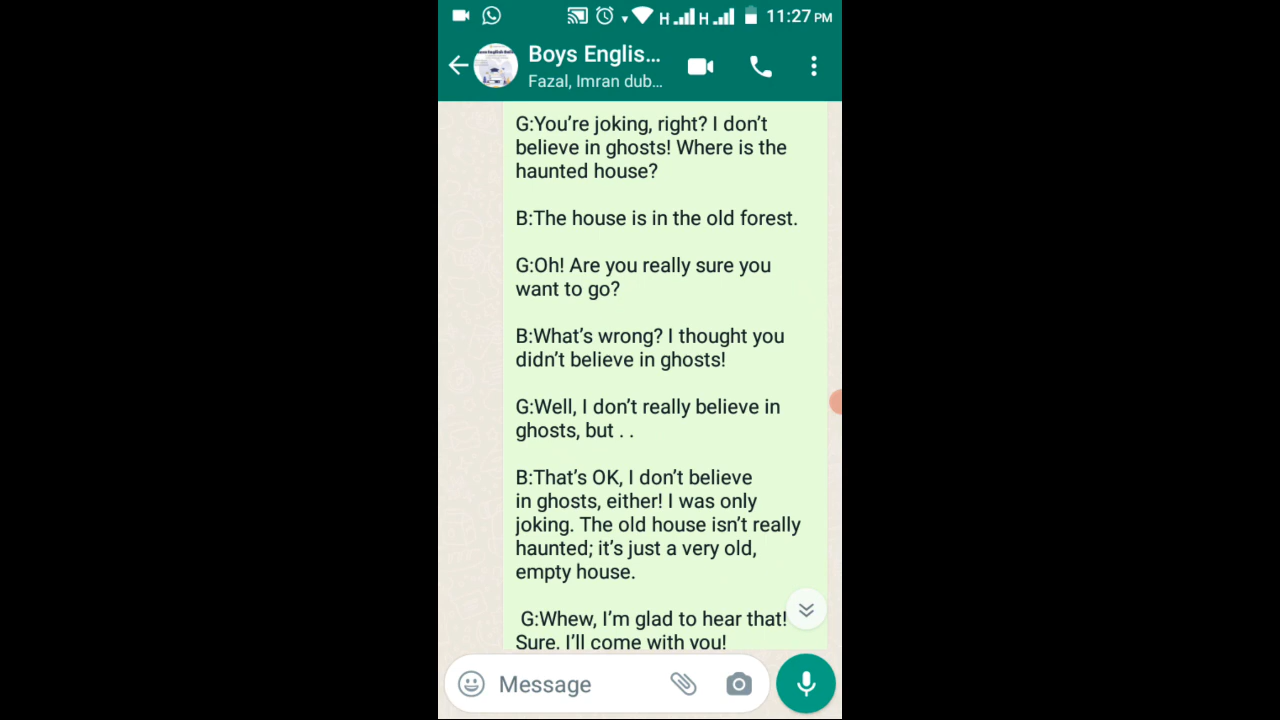 H H 11:27 PM
Boys Englis...
Fazal, Imran dub...
G:You're joking, right? I don't
believe in ghosts! Where is the
haunted house?
B:The house is in the old forest.
G:Oh! Are you really sure you
want to go?
B:What's wrong? I thought you
didn't believe in ghosts!
G:Well, I don't really believe in
ghosts, but . .
B:That's OK, I don't believe
in ghosts, either! I was only
joking. The old house isn't really
haunted; it's just a very old,
empty house.
G:Whew, I'm glad to hear that!
Sure. I'll come with you!
Message